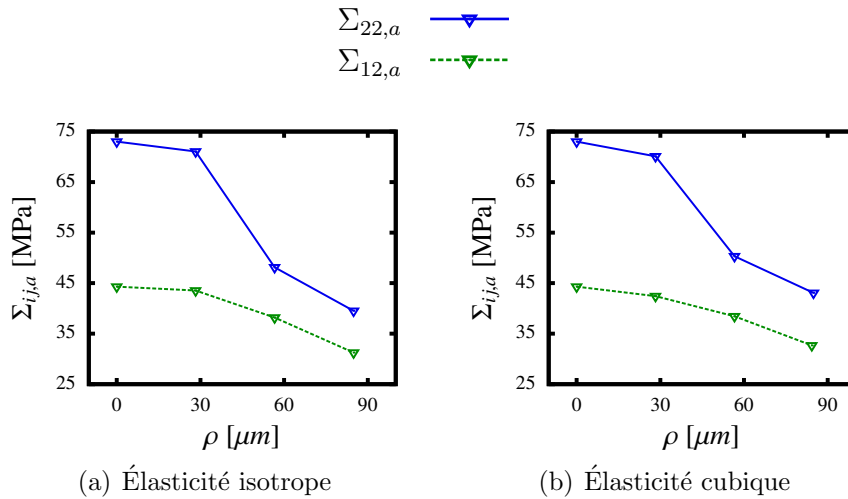 Σ22,a
Σ12,a
75
65
55
45
35
25
Σij,a [MPa]
0 30 60 90
ρ [μm]
(a) Élasticité isotrope
75
65
55
45
35
25
Σij,a [MPa]
0 30 60 90
ρ [μm]
(b) Élasticité cubique